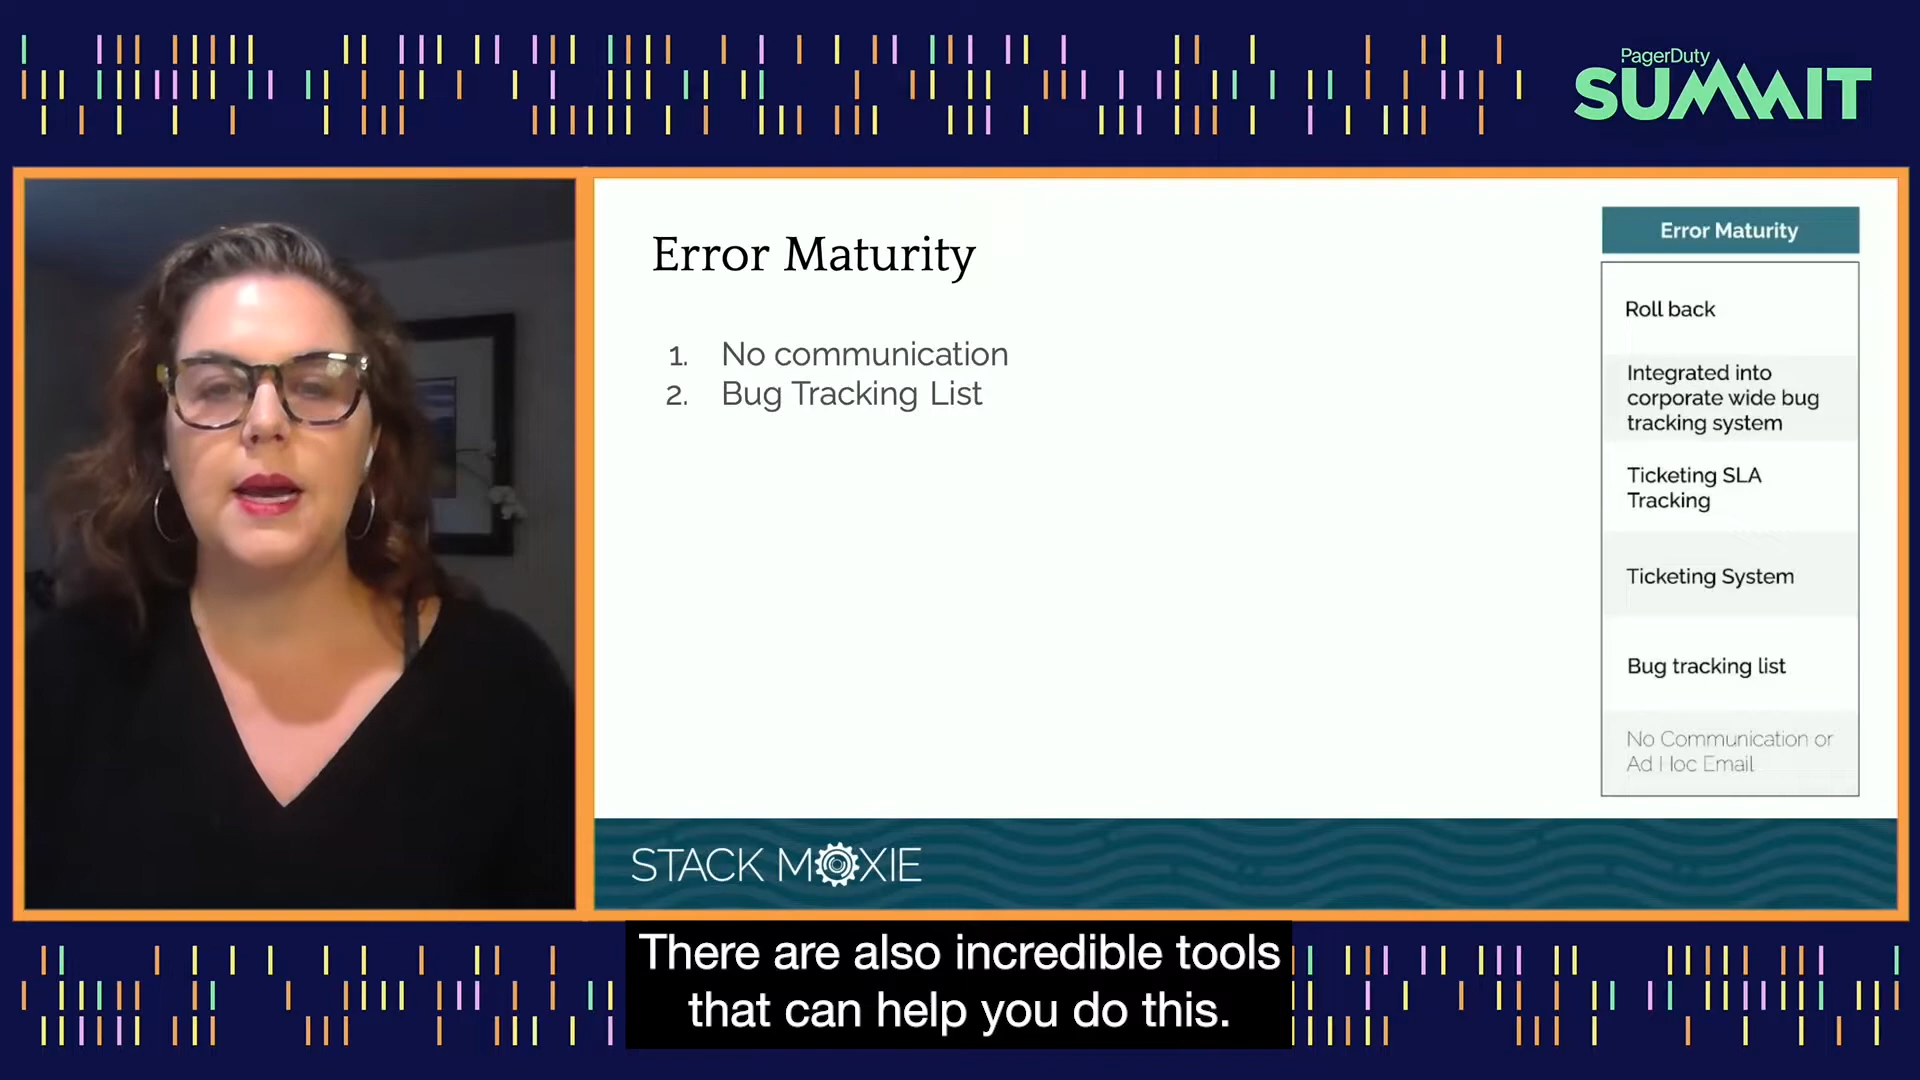 PagerDuty
SUMMIT
Error Maturity
1. No communication
2. Bug Tracking List
Error Maturity
Roll back
Integrated into
corporate wide bug
tracking system
Ticketing SLA
Tracking
Ticketing System
Bug tracking list
No Communication or
Ad Hoc Email
STACK MOXIE
There are also incredible tools
that can help you do this.